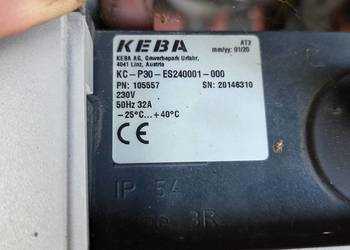 KEBA
AT2
mm/yy: 01/20
KEBA AG, Gewerbepark Urfahr,
4041 Linz, Austria
KC-P30-ES240001-000
PN: 105557 SN: 20146310
230V
50Hz 32A
-25°C...+40°C
CE
IP 54
3R